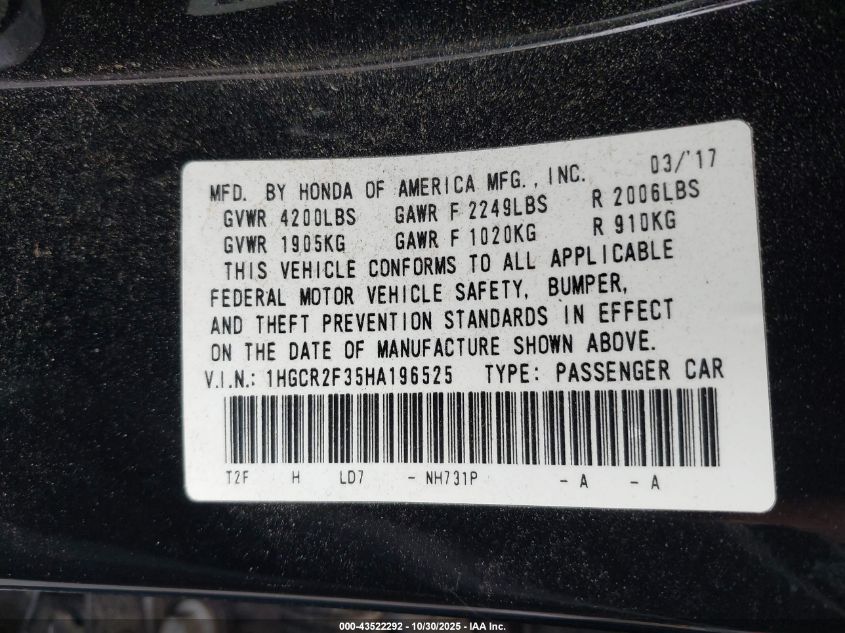 03/'17
MFD. BY HONDA OF AMERICA MFG., INC.
GVWR 4200LBS GAWR F 2249LBS R 2006LBS
GVWR 1905KG GAWR F 1020KG R 910KG
THIS VEHICLE CONFORMS TO ALL APPLICABLE
FEDERAL MOTOR VEHICLE SAFETY, BUMPER,
AND THEFT PREVENTION STANDARDS IN EFFECT
ON THE DATE OF MANUFACTURE SHOWN ABOVE.
V.I.N.: 1HGCR2F35HA196525 TYPE: PASSENGER CAR
T2F H LD7 - NH731P - A - A
000-43522292 - 10/30/2025 - IAA Inc.